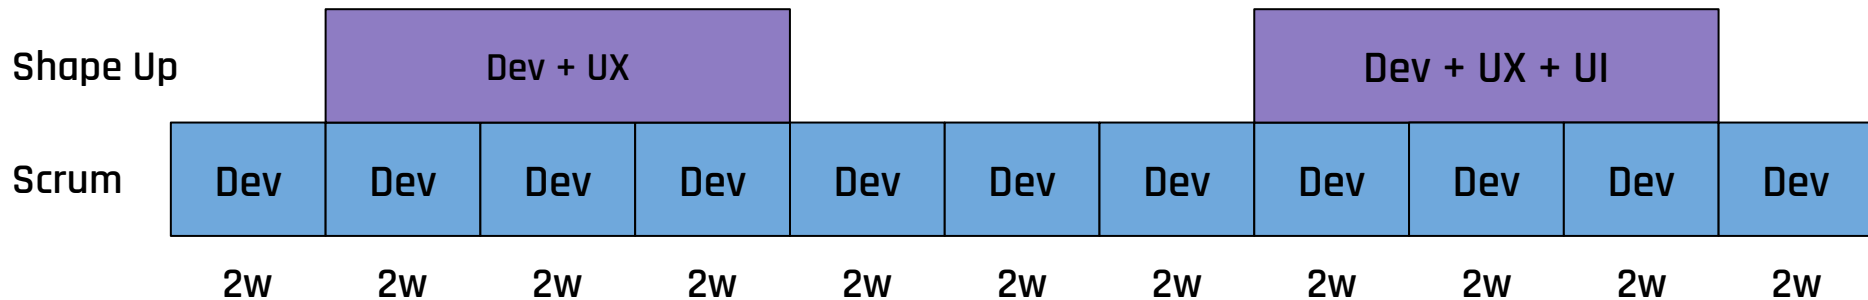 Shape Up Dev + UX Dev + UX + UI
Scrum Dev Dev Dev Dev Dev Dev Dev Dev Dev Dev Dev
2w 2w 2w 2w 2w 2w 2w 2w 2w 2w 2w